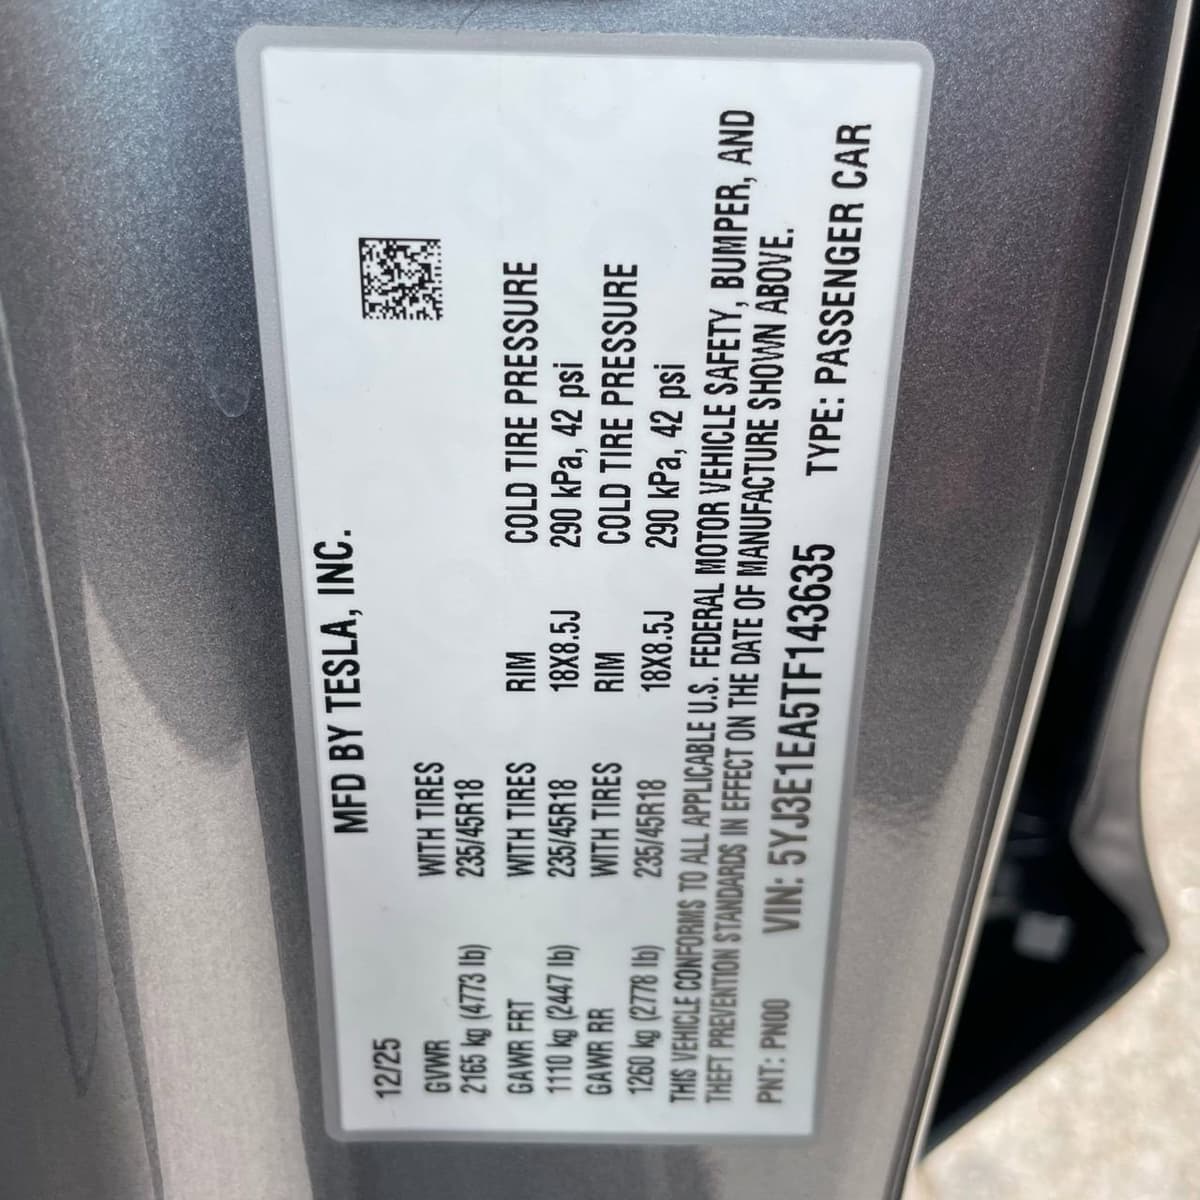 MFD BY TESLA, INC.
12/25
GVWR WITH TIRES
2165 kg (4773 lb) 235/45R18
GAWR FRT WITH TIRES RIM COLD TIRE PRESSURE
1110 kg (2447 lb) 235/45R18 18X8.5J 290 kPa, 42 psi
GAWR RR WITH TIRES RIM COLD TIRE PRESSURE
1260 kg (2778 lb) 235/45R18 18X8.5J 290 kPa, 42 psi
THIS VEHICLE CONFORMS TO ALL APPLICABLE U.S. FEDERAL MOTOR VEHICLE SAFETY, BUMPER, AND
THEFT PREVENTION STANDARDS IN EFFECT ON THE DATE OF MANUFACTURE SHOWN ABOVE.
PNT: PN00 VIN: 5YJ3E1EA5TF143635 TYPE: PASSENGER CAR